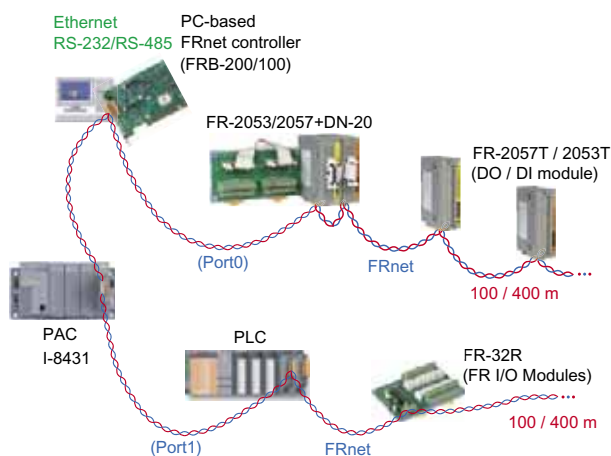 Ethernet
RS-232/RS-485
PC-based
FRnet controller
(FRB-200/100)
FR-2053/2057+DN-20
FR-2057T / 2053T
(DO / DI module)
(Port0)
FRnet
100 / 400 m
PAC
I-8431
PLC
FR-32R
(FR I/O Modules)
(Port1)
FRnet
100 / 400 m